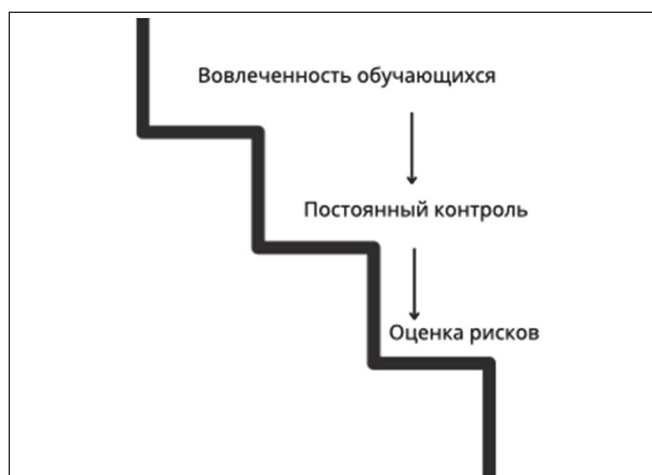 Вовлеченность обучающихся
Постоянный контроль
Оценка рисков